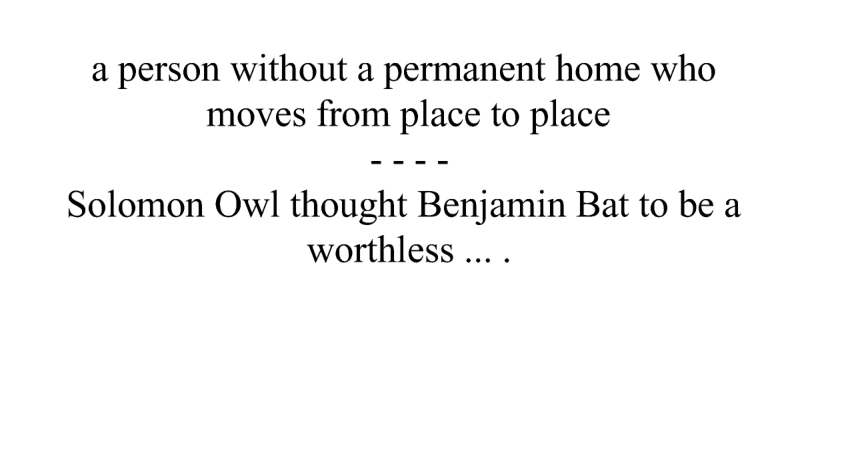 a person without a permanent home who
moves from place to place
- - - -
Solomon Owl thought Benjamin Bat to be a
worthless ... .